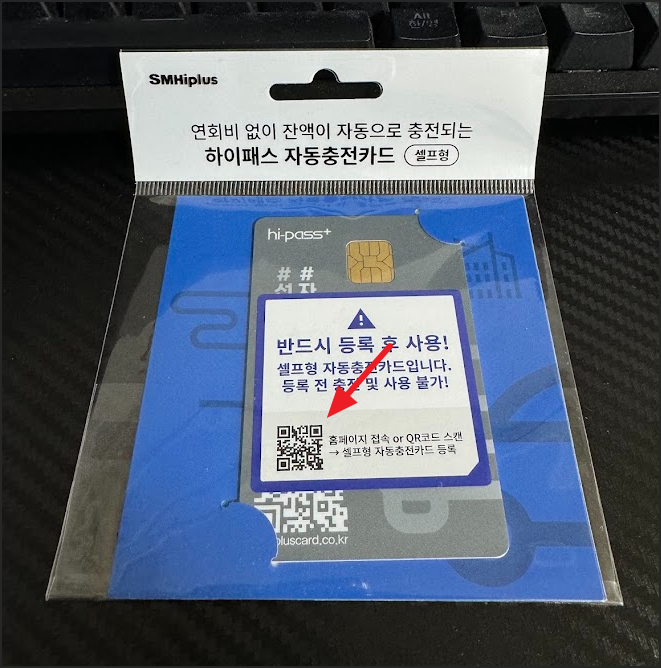 SMHiplus
연회비 없이 잔액이 자동으로 충전되는
하이패스 자동충전카드 셀프형
hi-pass+
# #
반드시 등록 후 사용!
셀프형 자동충전카드입니다.
등록 전 충전 및 사용 불가!
홈페이지 접속 or QR코드 스캔
→ 셀프형 자동충전카드 등록
pluscard.co.kr